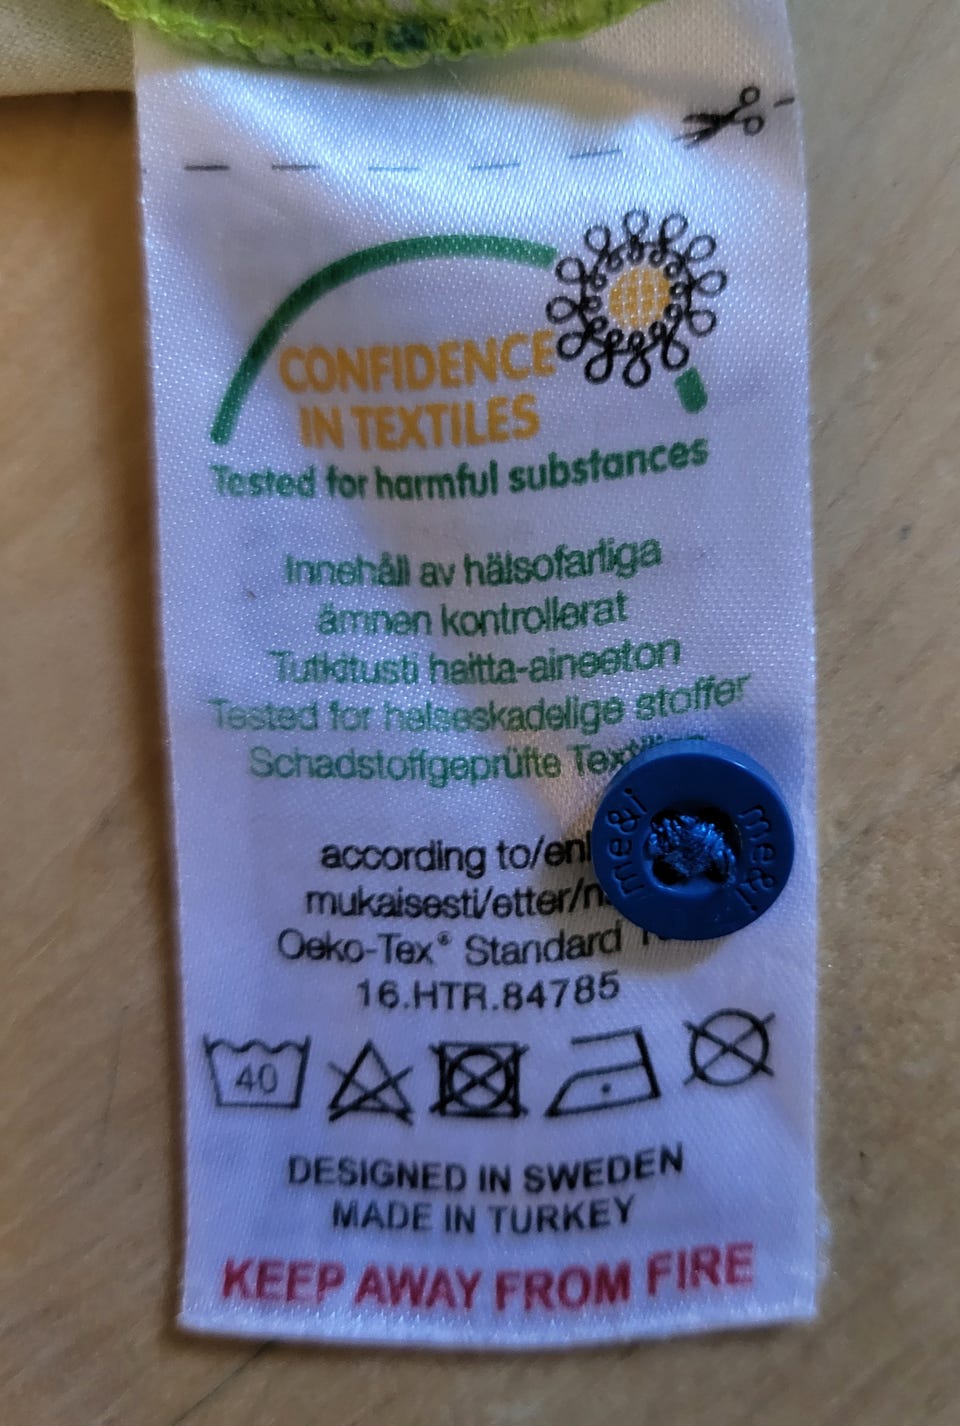 CONFIDENCE
IN TEXTILES
Tested for harmful substances
Innehåll av hälsofarliga
ämnen kontrollerat
Tutkitusti haitta-aineeton
Tested for helseskadelige stoffer
Schadstoffgeprüfte
according to/enl
mukaisesti/etter/n
Oeko-Tex® Standard
16.HTR.84785
me&i
me&i
40
DESIGNED IN SWEDEN
MADE IN TURKEY
KEEP AWAY FROM FIRE